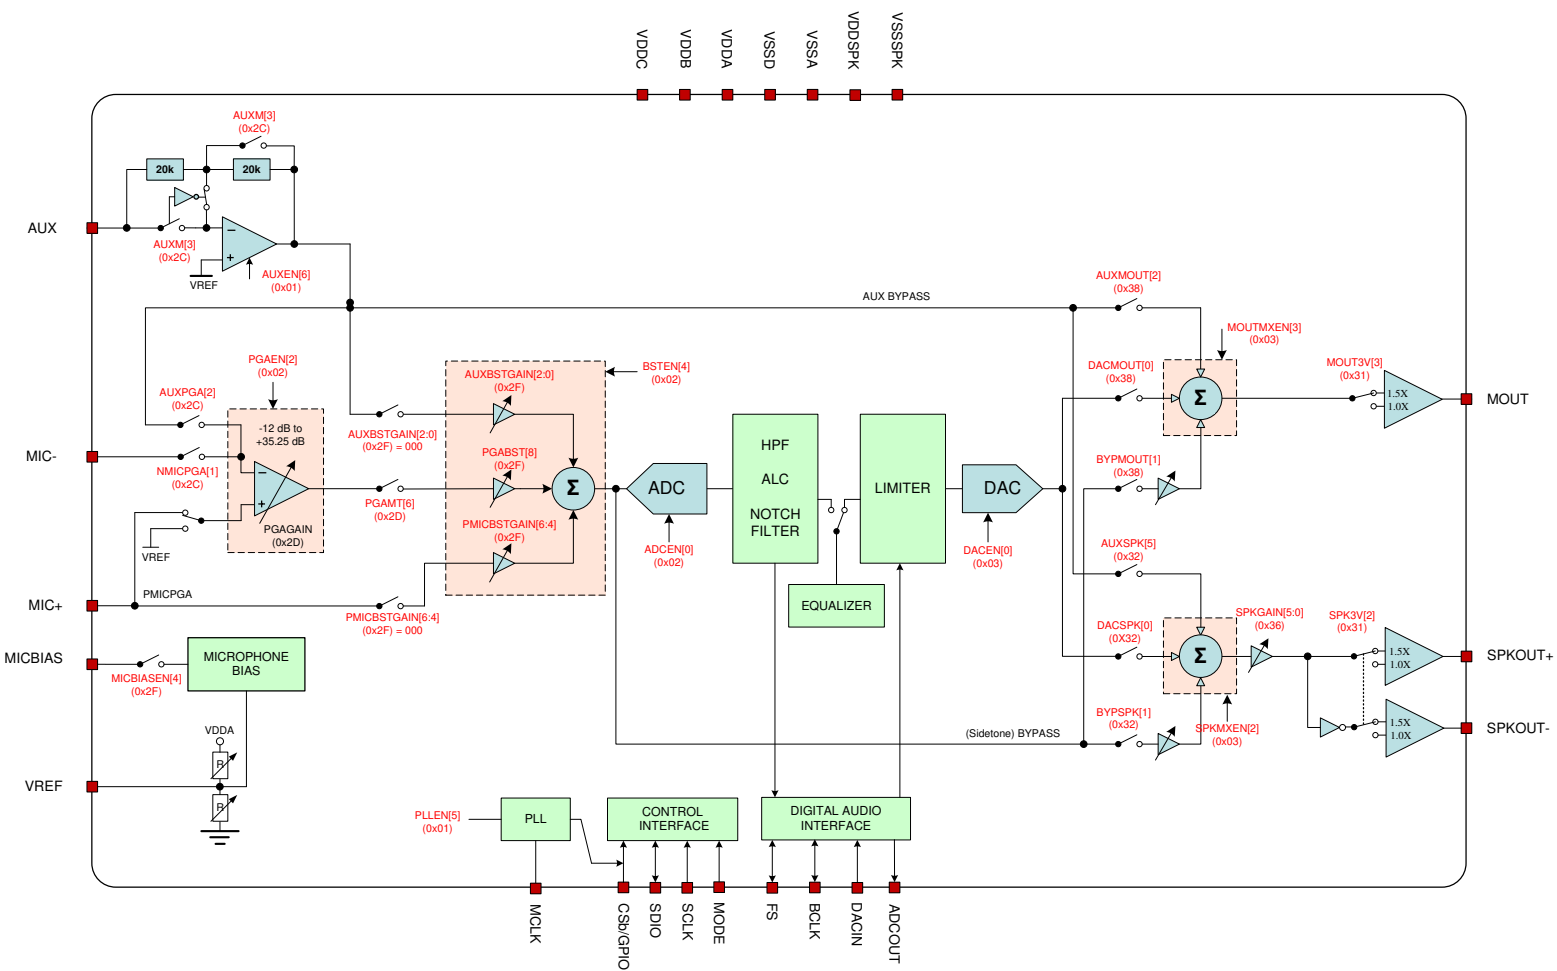 VDDC
VDDB
VDDA
VSSD
VSSA
VDDSPK
VSSSPK
AUXM[3]
(0x2C)
20k
20k
AUX
AUXM[3]
(0x2C)
−
+
VREF
AUXEN[6]
(0x01)
AUX BYPASS
AUXMOUT[2]
(0x38)
MOUTMXEN[3]
(0x03)
PGAEN[2]
(0x02)
BSTEN[4]
(0x02)
AUXBSTGAIN[2:0]
(0x2F)
DACMOUT[0]
(0x38)
MOUT3V[3]
(0x31)
AUXPGA[2]
(0x2C)
-12 dB to
+35.25 dB
AUXBSTGAIN[2:0]
(0x2F) = 000
Σ
1.5X
1.0X
MOUT
MIC-
NMICPGA[1]
(0x2C)
−
+
PGAGAIN
(0x2D)
PGAMT[6]
(0x2D)
PGABST[8]
(0x2F)
Σ
ADC
HPF
ALC
NOTCH
FILTER
LIMITER
DAC
BYPMOUT[1]
(0x38)
VREF
PMICBSTGAIN[6:4]
(0x2F)
ADCEN[0]
(0x02)
DACEN[0]
(0x03)
AUXSPK[5]
(0x32)
EQUALIZER
MIC+
PMICPGA
PMICBSTGAIN[6:4]
(0x2F) = 000
DACSPK[0]
(0X32)
SPKGAIN[5:0]
(0x36)
SPK3V[2]
(0x31)
MICBIAS
MICBIASEN[4]
(0x2F)
MICROPHONE
BIAS
Σ
1.5X
1.0X
SPKOUT+
BYPSPK[1]
(0x32)
SPKMXEN[2]
(0x03)
1.5X
1.0X
SPKOUT-
(Sidetone) BYPASS
VDDA
R
VREF
R
PLLEN[5]
(0x01)
PLL
CONTROL
INTERFACE
DIGITAL AUDIO
INTERFACE
MCLK
CSb/GPIO
SDIO
SCLK
MODE
FS
BCLK
DACIN
ADCOUT